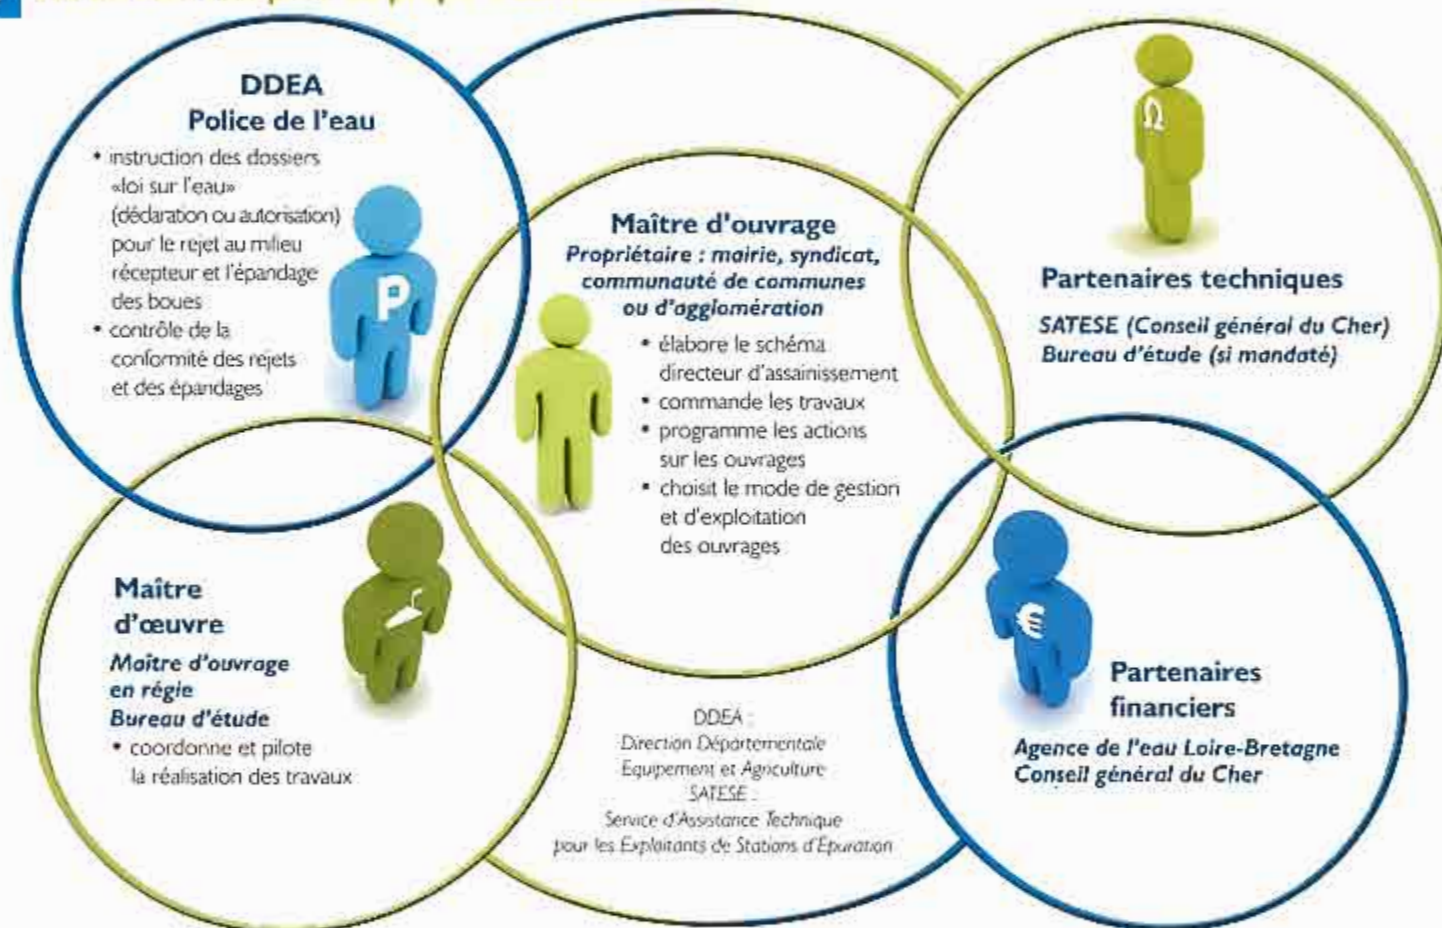 DDEA
Police de l'eau
• instruction des dossiers
«loi sur l'eau»
(déclaration ou autorisation)
pour le rejet au milieu
récepteur et l'épandage
des boues
• contrôle de la
conformité des rejets
et des épandages
P
Maître d'ouvrage
Propriétaire : mairie, syndicat,
communauté de communes
ou d'agglomération
• élabore le schéma
directeur d'assainissement
• commande les travaux
• programme les actions
sur les ouvrages
• choisit le mode de gestion
et d'exploitation
des ouvrages
Ω
Partenaires techniques
SATESE (Conseil général du Cher)
Bureau d'étude (si mandaté)
Maître
d'œuvre
Maître d'ouvrage
en régie
Bureau d'étude
• coordonne et pilote
la réalisation des travaux
DDEA :
Direction Départementale
Equipement et Agriculture
SATESE :
Service d'Assistance Technique
pour les Exploitants de Stations d'Epuration
€
Partenaires
financiers
Agence de l'eau Loire-Bretagne
Conseil général du Cher